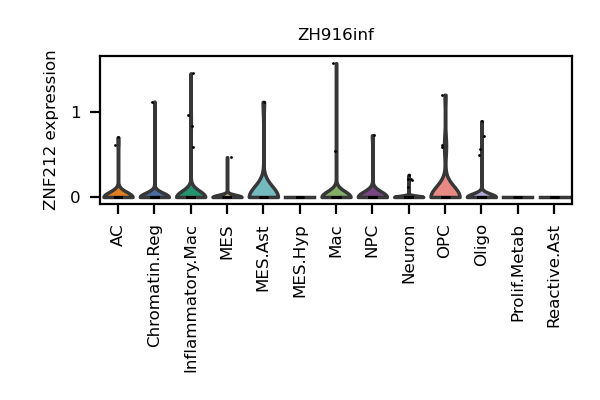 ZH916inf
ZNF212 expression
1
0
AC
Chromatin.Reg
Inflammatory.Mac
MES
MES.Ast
MES.Hyp
Mac
NPC
Neuron
OPC
Oligo
Prolif.Metab
Reactive.Ast